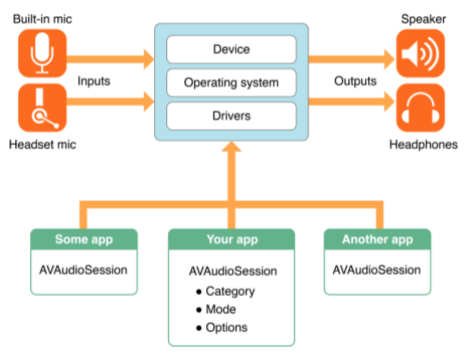 Built-in mic
Speaker
Device
Inputs
Operating system
Outputs
Drivers
Headset mic
Headphones
Some app
Your app
Another app
AVAudioSession
AVAudioSession
AVAudioSession
● Category
● Mode
● Options